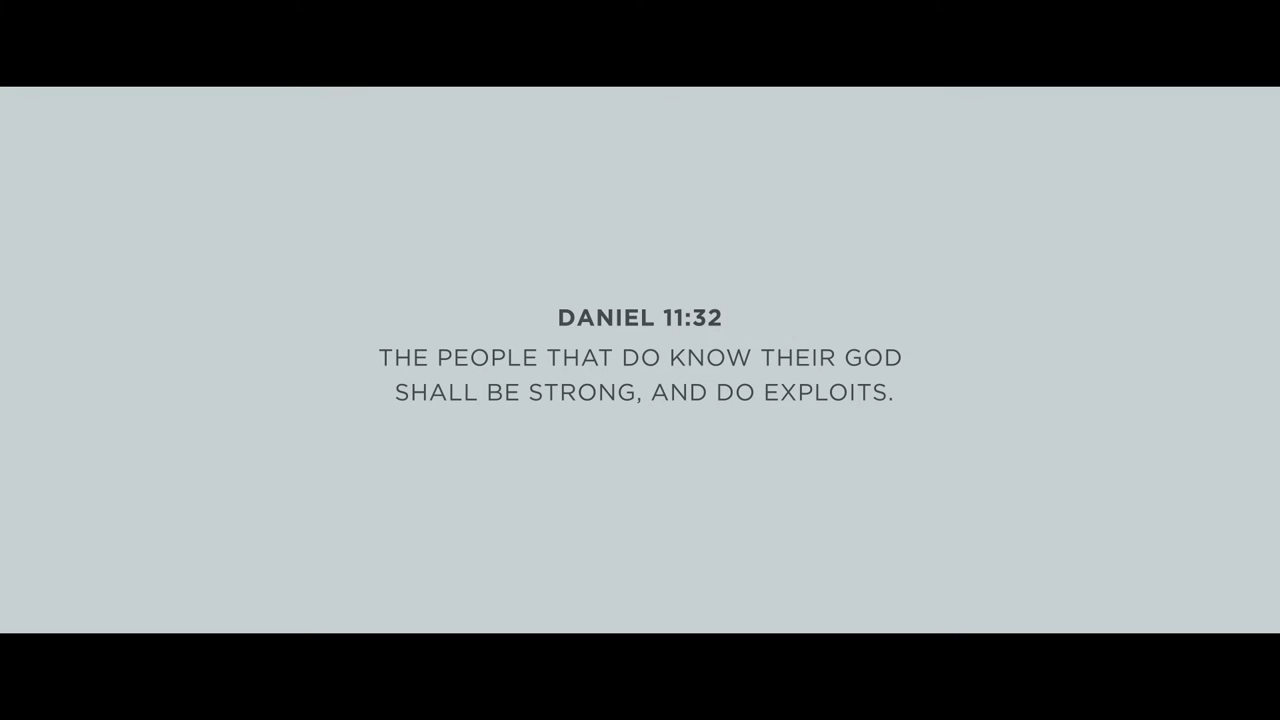 DANIEL 11:32
THE PEOPLE THAT DO KNOW THEIR GOD
SHALL BE STRONG, AND DO EXPLOITS.